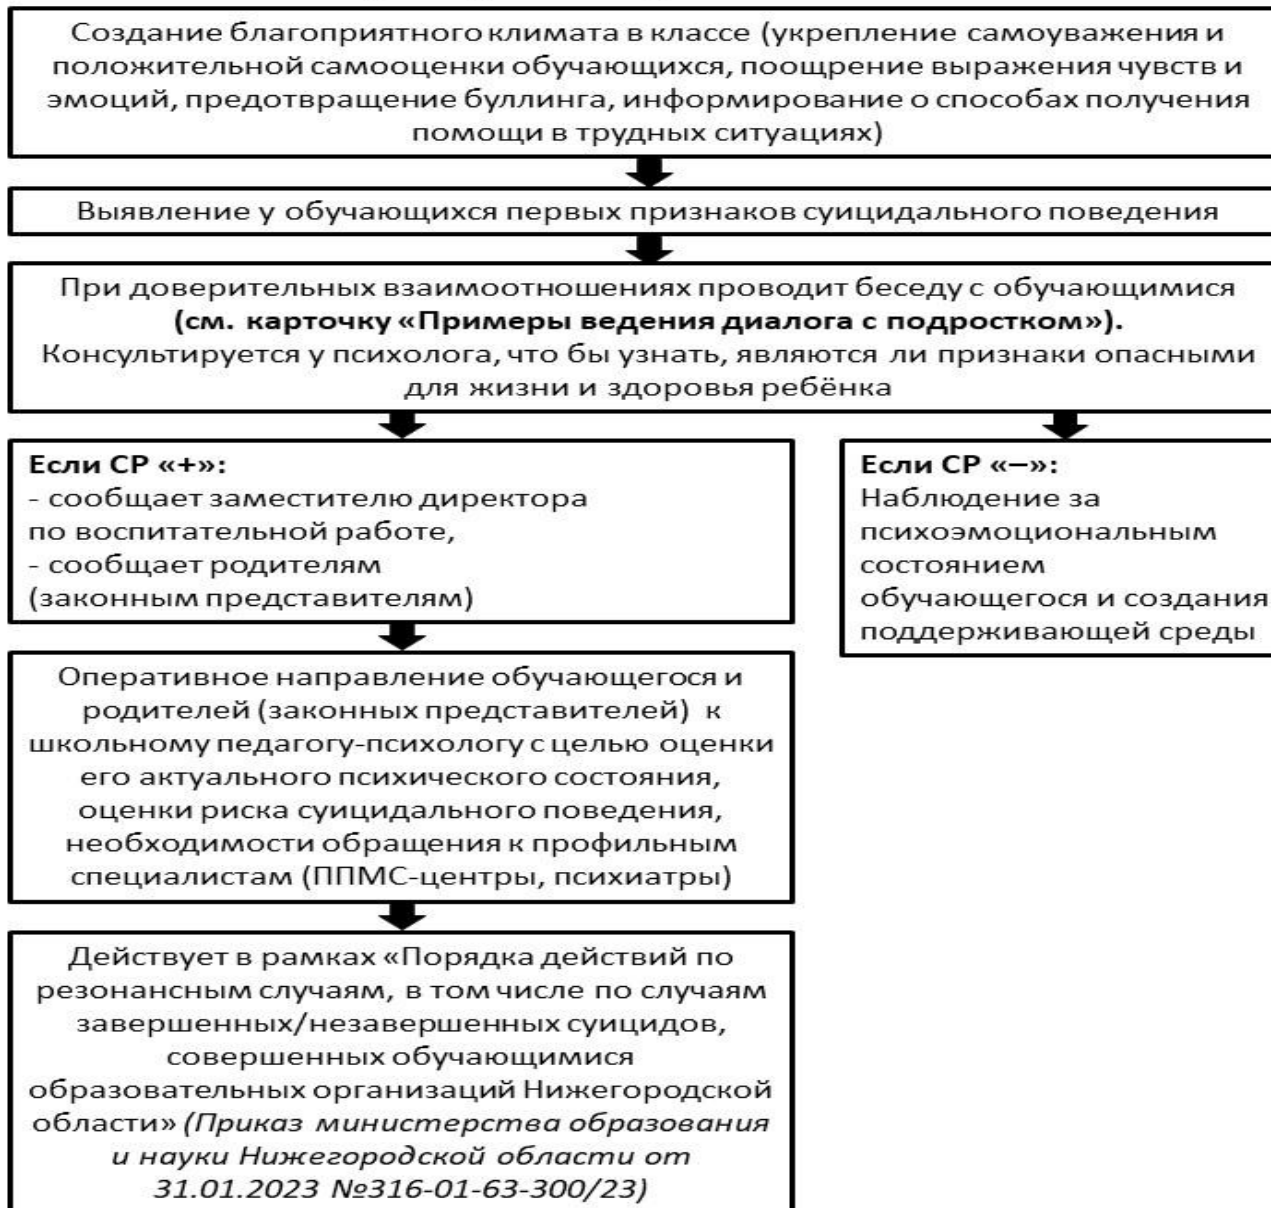 Создание благоприятного климата в классе (укрепление самоуважения и
положительной самооценки обучающихся, поощрение выражения чувств и
эмоций, предотвращение буллинга, информирование о способах получения
помощи в трудных ситуациях)
Выявление у обучающихся первых признаков суицидального поведения
При доверительных взаимоотношениях проводит беседу с обучающимися
(см. карточку «Примеры ведения диалога с подростком»).
Консультируется у психолога, что бы узнать, являются ли признаки опасными
для жизни и здоровья ребёнка
Если СР «+»:
- сообщает заместителю директора
по воспитательной работе,
- сообщает родителям
(законным представителям)
Если СР «–»:
Наблюдение за
психоэмоциональным
состоянием
обучающегося и создания
поддерживающей среды
Оперативное направление обучающегося и
родителей (законных представителей) к
школьному педагогу-психологу с целью оценки
его актуального психического состояния,
оценки риска суицидального поведения,
необходимости обращения к профильным
специалистам (ППМС-центры, психиатры)
Действует в рамках «Порядка действий по
резонансным случаям, в том числе по случаям
завершенных/незавершенных суицидов,
совершенных обучающимися
образовательных организаций Нижегородской
области» (Приказ министерства образования
и науки Нижегородской области от
31.01.2023 №316-01-63-300/23)